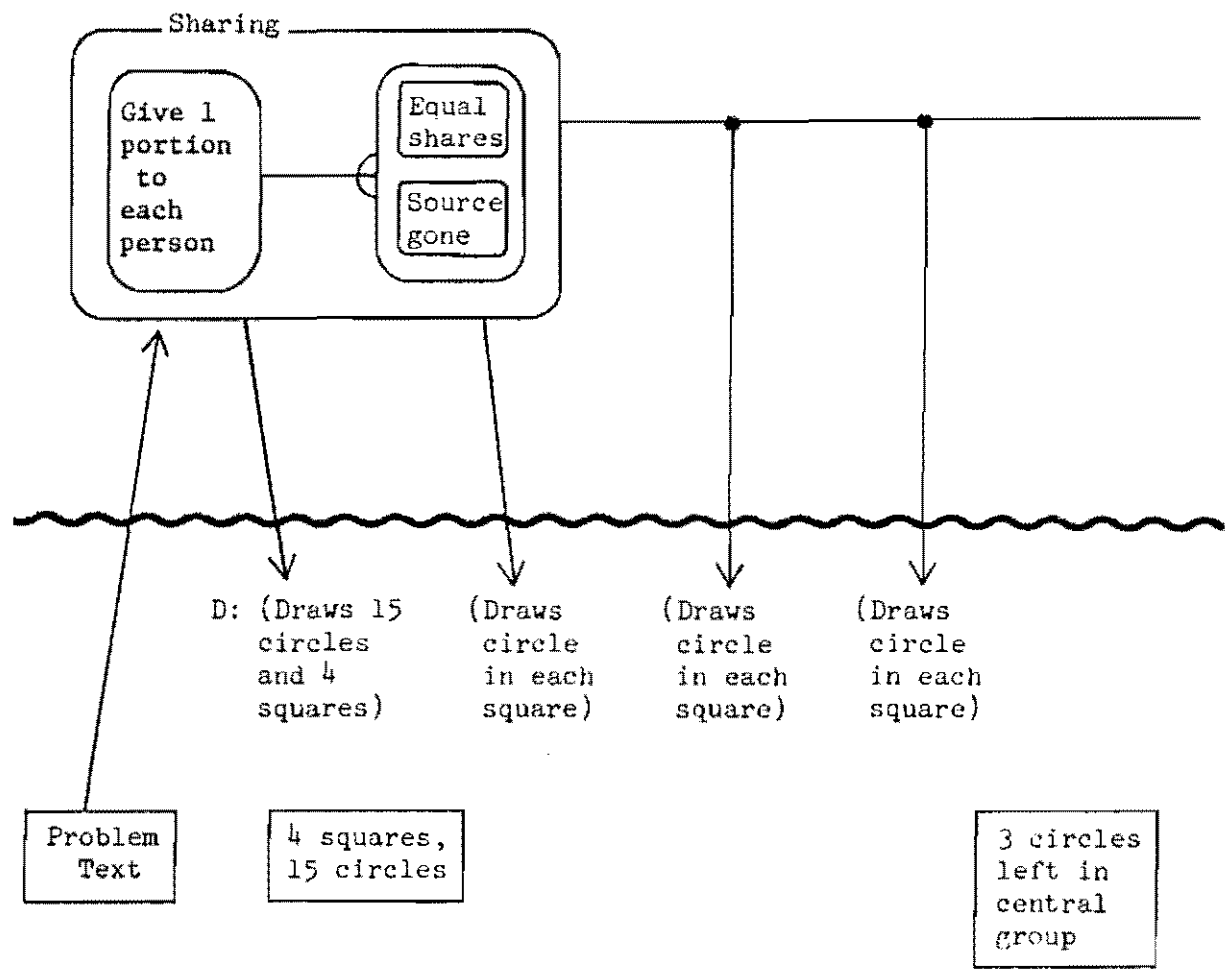 Sharing
Give 1
portion
to
each
person
Equal
shares
Source
gone
D: (Draws 15
circles
and 4
squares)
(Draws
circle
in each
square)
(Draws
circle
in each
square)
(Draws
circle
in each
square)
Problem
Text
4 squares,
15 circles
3 circles
left in
central
group